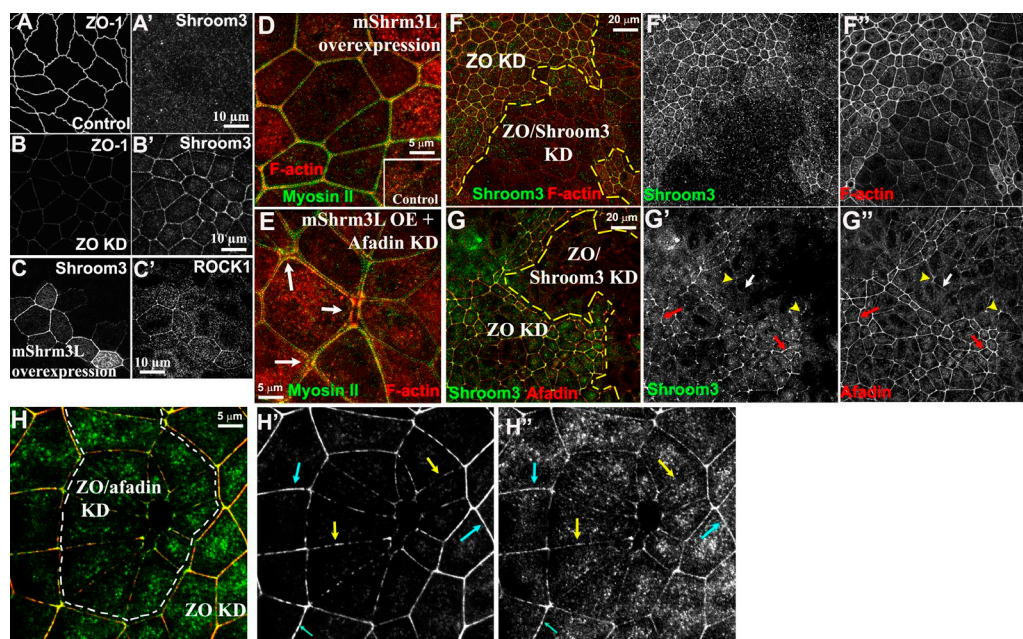 A
ZO-1
Control
A'
Shroom3
10 µm
B
ZO-1
ZO KD
B'
Shroom3
10 µm
C
Shroom3
mShrm3L
overexpression
C'
ROCK1
10 µm
D
mShrm3L
overexpression
5 µm
F-actin
Myosin II
Control
E
mShrm3L OE +
Afadin KD
5 µm
Myosin II
F-actin
F
20 µm
ZO KD
ZO/Shroom3
KD
Shroom3 F-actin
F'
Shroom3
F''
F-actin
G
20 µm
ZO/
Shroom3 KD
ZO KD
Shroom3 Afadin
G'
Shroom3
G''
Afadin
H
5 µm
ZO/afadin
KD
ZO KD
H'
H''